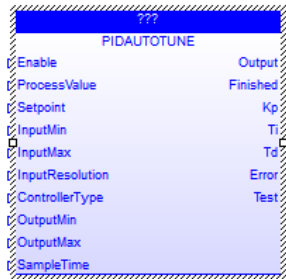 ???
PIDAUTOTUNE
Enable Output
ProcessValue Finished
Setpoint Kp
InputMin Ti
InputMax Td
InputResolution Error
ControllerType Test
OutputMin
OutputMax
SampleTime